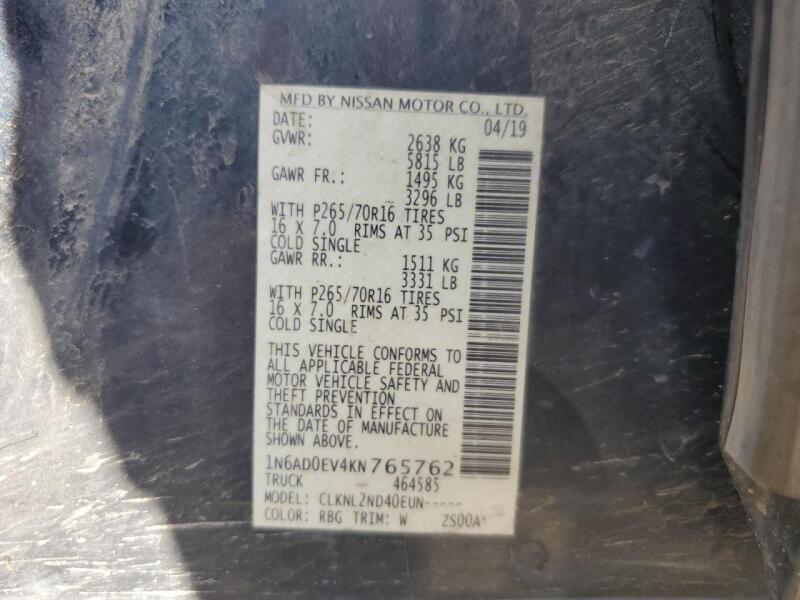 MFD BY NISSAN MOTOR CO., LTD.
DATE: 04/19
GVWR: 2638 KG
5815 LB
GAWR FR.: 1495 KG
3296 LB
WITH P265/70R16 TIRES
16 X 7.0 RIMS AT 35 PSI
COLD SINGLE
GAWR RR.: 1511 KG
3331 LB
WITH P265/70R16 TIRES
16 X 7.0 RIMS AT 35 PSI
COLD SINGLE
THIS VEHICLE CONFORMS TO
ALL APPLICABLE FEDERAL
MOTOR VEHICLE SAFETY AND
THEFT PREVENTION
STANDARDS IN EFFECT ON
THE DATE OF MANUFACTURE
SHOWN ABOVE.
1N6AD0EV4KN765762
TRUCK 464585
MODEL: CLKNL2ND40EUN-----
COLOR: RBG TRIM: W ZS00A*